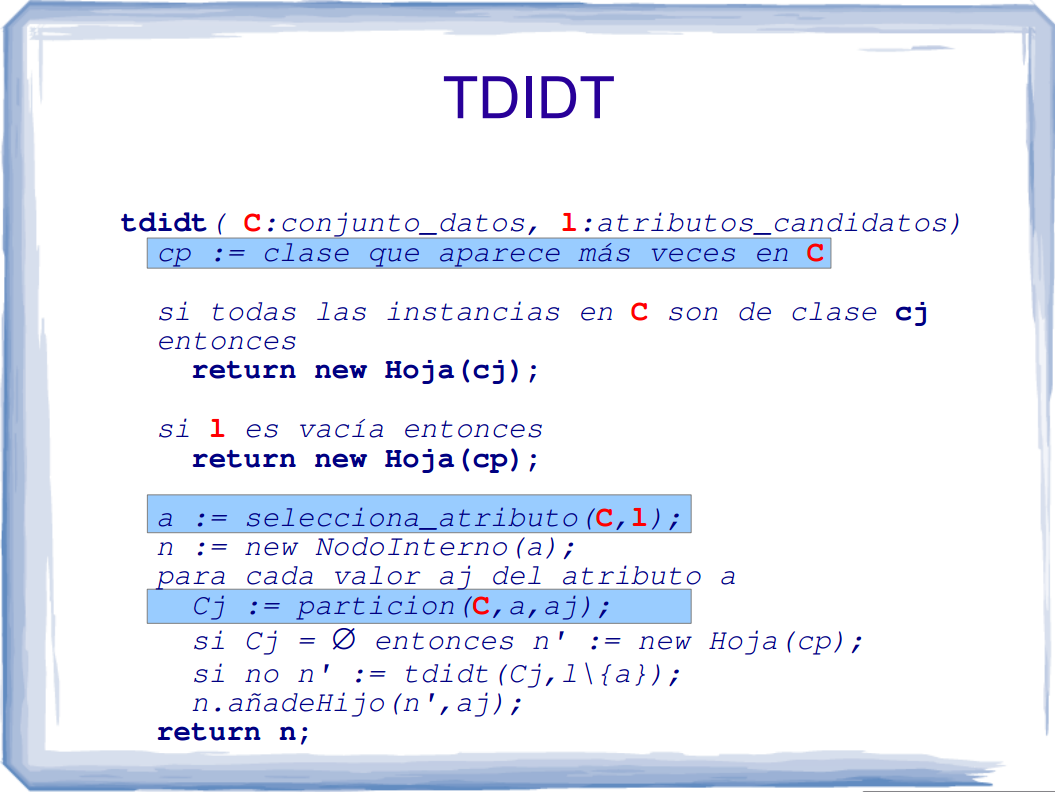 TDIDT
tdidt( C:conjunto_datos, l:atributos_candidatos)
cp := clase que aparece más veces en C
si todas las instancias en C son de clase cj
entonces
return new Hoja(cj);
si l es vacía entonces
return new Hoja(cp);
a := selecciona_atributo(C,l);
n := new NodoInterno(a);
para cada valor aj del atributo a
Cj := particion(C,a,aj);
si Cj = ∅ entonces n' := new Hoja(cp);
si no n' := tdidt(Cj,l\{a});
n.añadeHijo(n',aj);
return n;